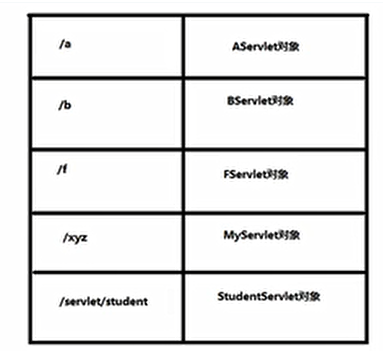 /a AServlet对象
/b BServlet对象
/f FServlet对象
/xyz MyServlet对象
/servlet/student StudentServlet对象